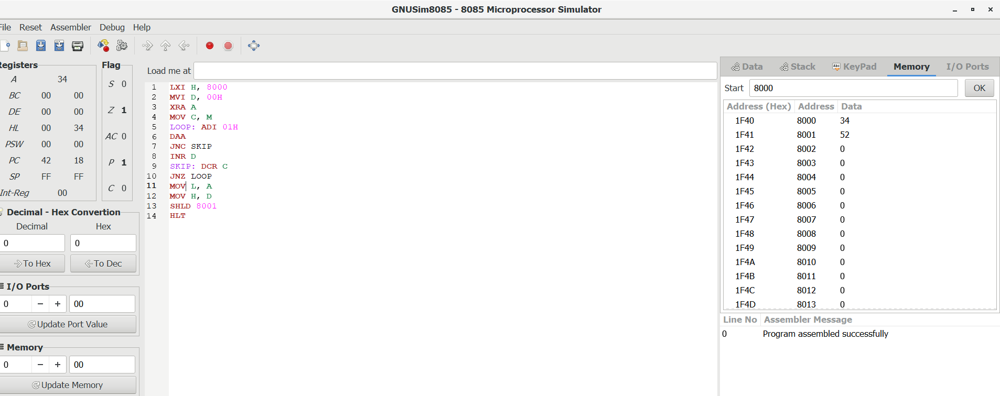 GNUSim8085 - 8085 Microprocessor Simulator
File Reset Assembler Debug Help
Registers
A 34
BC 00 00
DE 00 00
HL 00 34
PSW 00 00
PC 42 18
SP FF FF
Int-Reg 00
Flag
S 0
Z 1
AC 0
P 1
C 0
Decimal - Hex Convertion
Decimal Hex
0 0
To Hex To Dec
I/O Ports
0 − + 00
Update Port Value
Memory
0 − + 00
Update Memory
Load me at
1 LXI H, 8000
2 MVI D, 00H
3 XRA A
4 MOV C, M
5 LOOP: ADI 01H
6 DAA
7 JNC SKIP
8 INR D
9 SKIP: DCR C
10 JNZ LOOP
11 MOV L, A
12 MOV H, D
13 SHLD 8001
14 HLT
Data Stack Abc KeyPad Memory I/O Ports
Start 8000 OK
Address (Hex) Address Data
1F40 8000 34
1F41 8001 52
1F42 8002 0
1F43 8003 0
1F44 8004 0
1F45 8005 0
1F46 8006 0
1F47 8007 0
1F48 8008 0
1F49 8009 0
1F4A 8010 0
1F4B 8011 0
1F4C 8012 0
1F4D 8013 0
Line No Assembler Message
0 Program assembled successfully